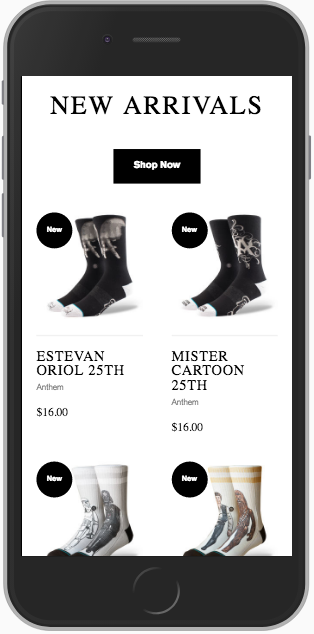 NEW ARRIVALS
Shop Now
New
New
ESTEVAN
ORIOL 25TH
Anthem
$16.00
MISTER
CARTOON
25TH
Anthem
$16.00
New
New